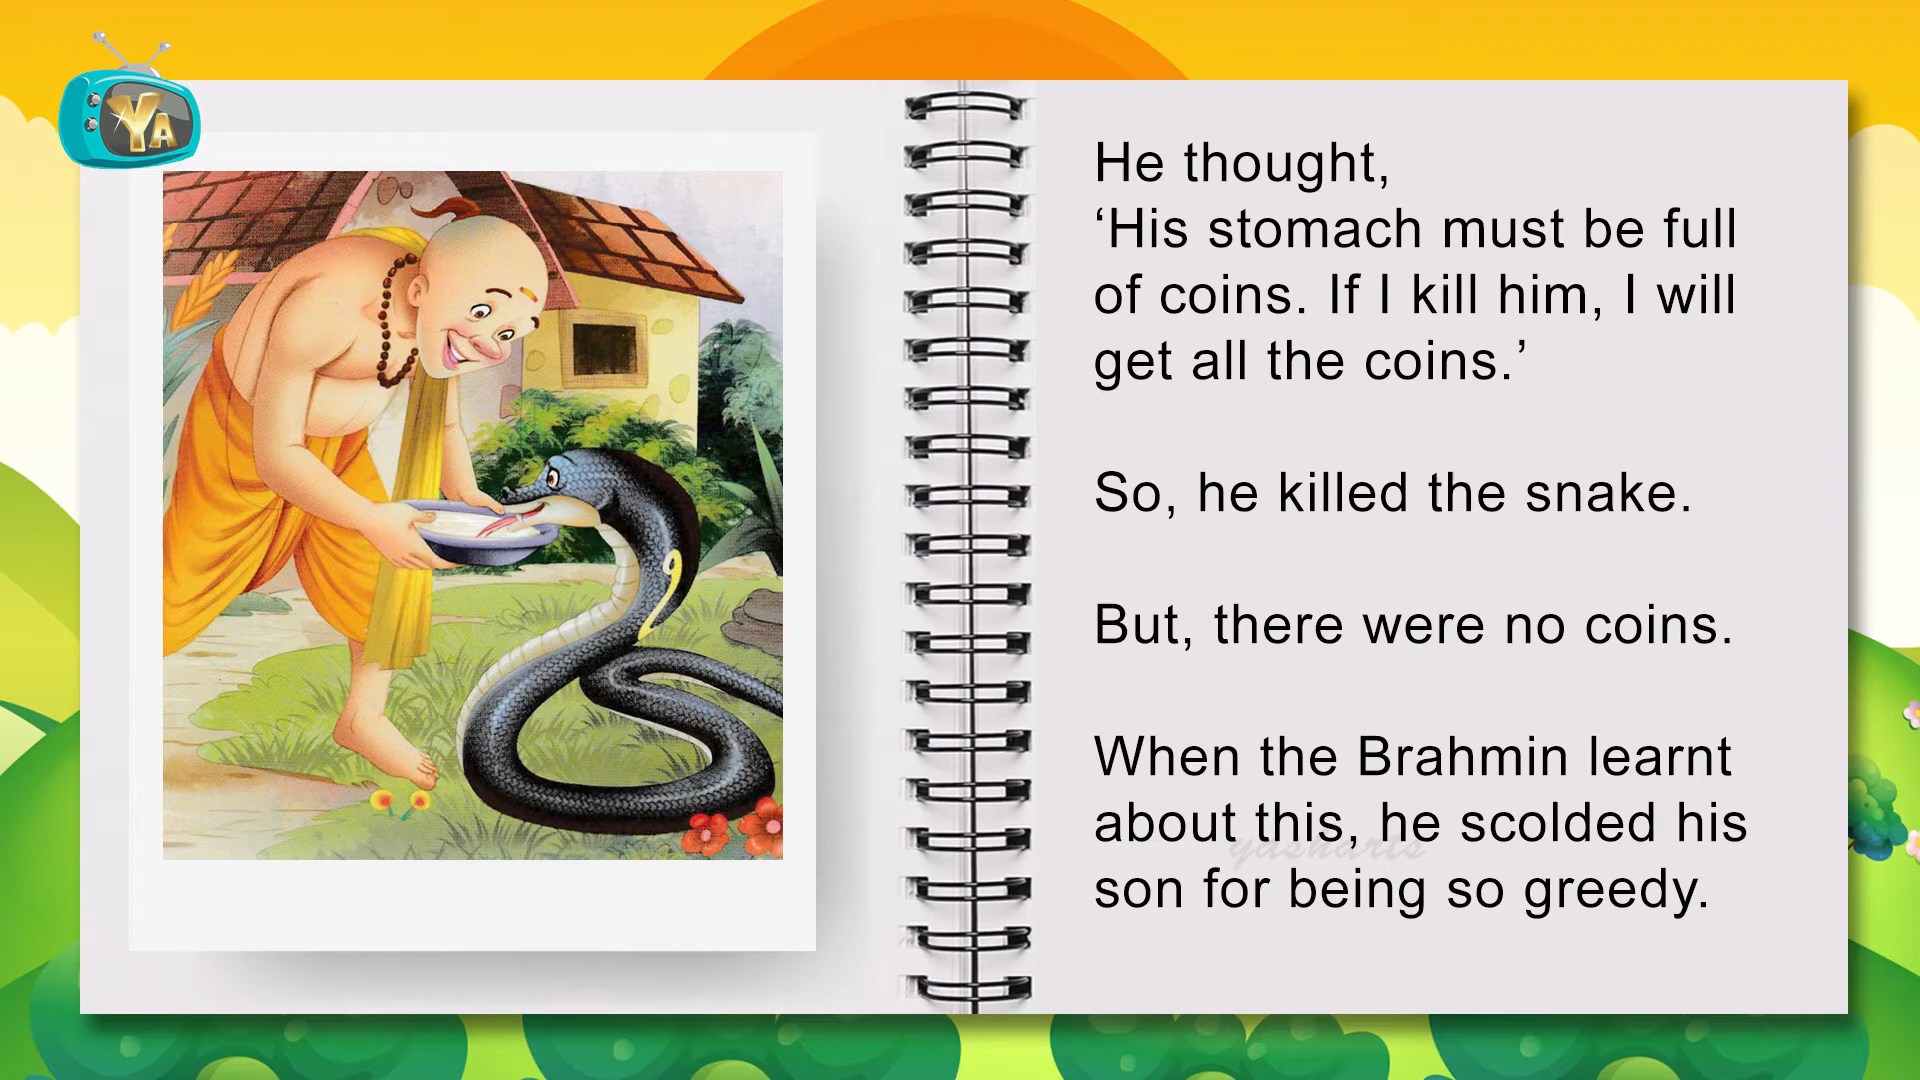 YA
He thought,
‘His stomach must be full
of coins. If I kill him, I will
get all the coins.’
So, he killed the snake.
But, there were no coins.
When the Brahmin learnt
about this, he scolded his
yasharts
son for being so greedy.